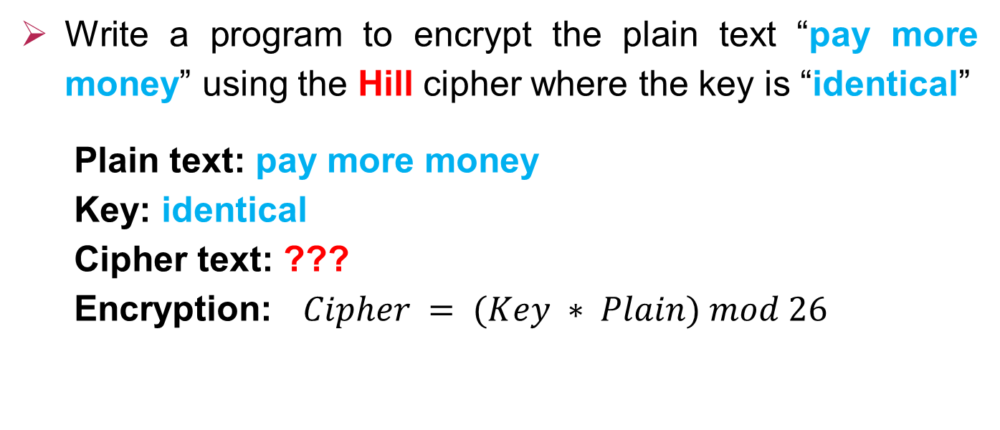 ➢ Write a program to encrypt the plain text “pay more
money” using the Hill cipher where the key is “identical”
Plain text: pay more money
Key: identical
Cipher text: ???
Encryption: Cipher = (Key * Plain) mod 26